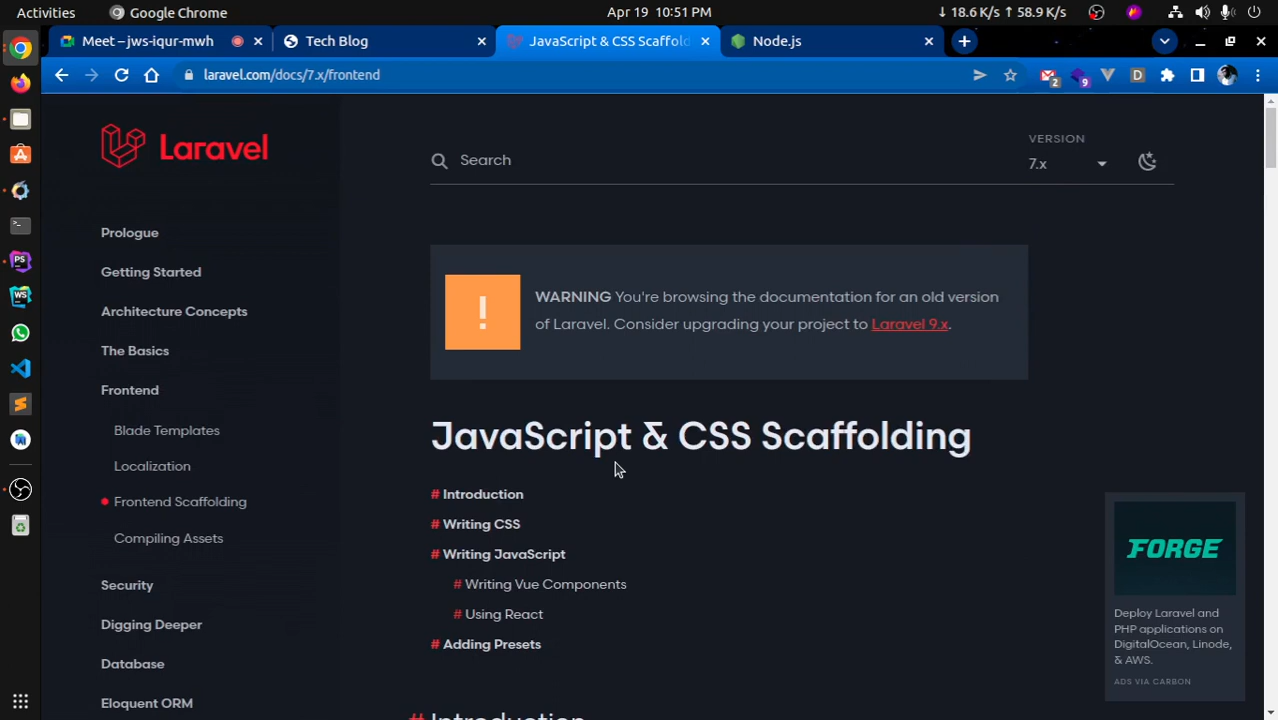 Activities
Google Chrome
Apr 19 10:51 PM
↓ 18.6 K/s ↑ 58.9 K/s
Meet – jws-iqur-mwh
Tech Blog
JavaScript & CSS Scaffold
Node.js
laravel.com/docs/7.x/frontend
2
D
9
PS
WS
Laravel
Search
VERSION
7.x
Prologue
Getting Started
Architecture Concepts
The Basics
Frontend
Blade Templates
Localization
Frontend Scaffolding
Compiling Assets
Security
Digging Deeper
Database
Eloquent ORM
!
WARNING You're browsing the documentation for an old version
of Laravel. Consider upgrading your project to Laravel 9.x.
JavaScript & CSS Scaffolding
# Introduction
# Writing CSS
# Writing JavaScript
# Writing Vue Components
# Using React
# Adding Presets
# Introduction
FORGE
Deploy Laravel and
PHP applications on
DigitalOcean, Linode,
& AWS.
ADS VIA CARBON